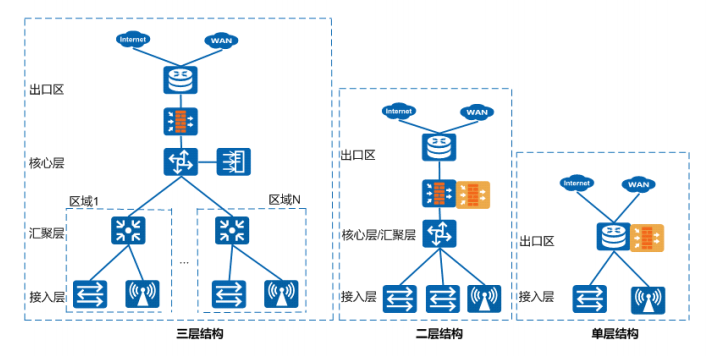 Internet
WAN
出口区
核心层
区域1
区域N
汇聚层
...
接入层
三层结构
Internet
WAN
出口区
核心层/汇聚层
接入层
二层结构
Internet
WAN
出口区
接入层
单层结构